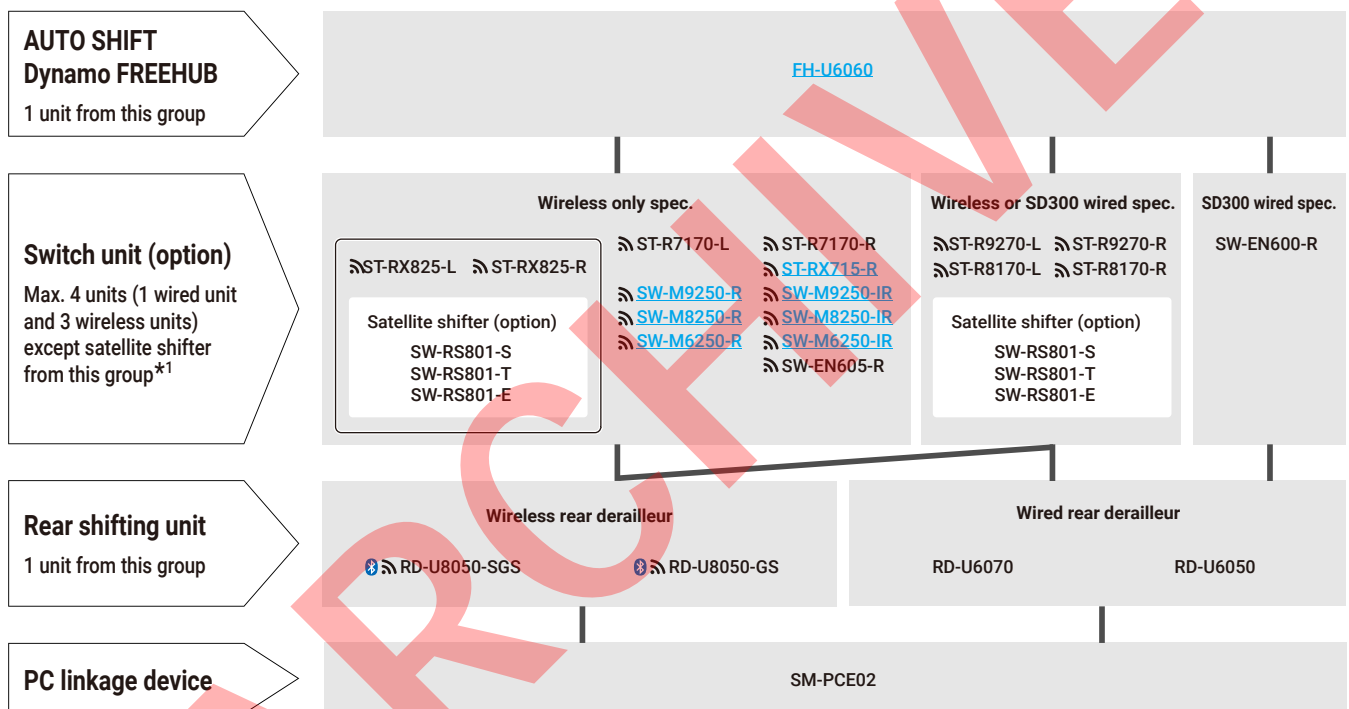 AUTO SHIFT
Dynamo FREEHUB
1 unit from this group
FH-U6060
Switch unit (option)
Max. 4 units (1 wired unit
and 3 wireless units)
except satellite shifter
from this group*1
Wireless only spec.
ST-RX825-L ST-RX825-R
Satellite shifter (option)
SW-RS801-S
SW-RS801-T
SW-RS801-E
ST-R7170-L ST-R7170-R
ST-RX715-R
SW-M9250-R SW-M9250-IR
SW-M8250-R SW-M8250-IR
SW-M6250-R SW-M6250-IR
SW-EN605-R
Wireless or SD300 wired spec.
ST-R9270-L ST-R9270-R
ST-R8170-L ST-R8170-R
Satellite shifter (option)
SW-RS801-S
SW-RS801-T
SW-RS801-E
SD300 wired spec.
SW-EN600-R
Rear shifting unit
1 unit from this group
Wireless rear derailleur
RD-U8050-SGS RD-U8050-GS
Wired rear derailleur
RD-U6070 RD-U6050
PC linkage device
SM-PCE02
ARCHIVE